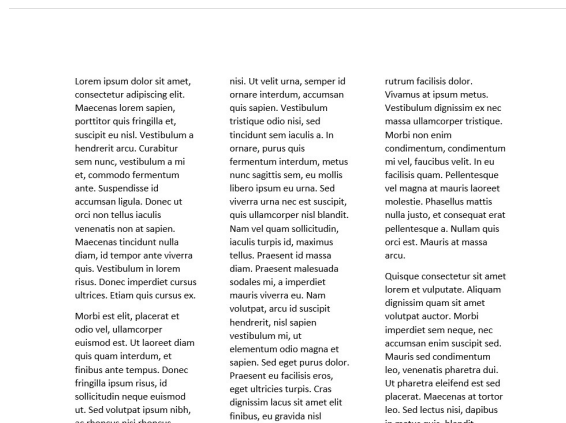 Lorem ipsum dolor sit amet,
consectetur adipiscing elit.
Maecenas lorem sapien,
porttitor quis fringilla et,
suscipit eu nisl. Vestibulum a
hendrerit arcu. Curabitur
sem nunc, vestibulum a mi
et, commodo fermentum
ante. Suspendisse id
accumsan ligula. Donec ut
orci non tellus iaculis
venenatis non at sapien.
Maecenas tincidunt nulla
diam, id tempor ante viverra
quis. Vestibulum in lorem
risus. Donec imperdiet cursus
ultrices. Etiam quis cursus ex.
Morbi est elit, placerat et
odio vel, ullamcorper
euismod est. Ut laoreet diam
quis quam interdum, et
finibus ante tempus. Donec
fringilla ipsum risus, id
sollicitudin neque euismod
ut. Sed volutpat ipsum nibh,
ac rhoncus nisi rhoncus
nisi. Ut velit urna, semper id
ornare interdum, accumsan
quis sapien. Vestibulum
tristique odio nisi, sed
tincidunt sem iaculis a. In
ornare, purus quis
fermentum interdum, metus
nunc sagittis sem, eu mollis
libero ipsum eu urna. Sed
viverra urna nec est suscipit,
quis ullamcorper nisl blandit.
Nam vel quam sollicitudin,
iaculis turpis id, maximus
tellus. Praesent id massa
diam. Praesent malesuada
sodales mi, a imperdiet
mauris viverra eu. Nam
volutpat, arcu id suscipit
hendrerit, nisl sapien
vestibulum mi, ut
elementum odio magna et
sapien. Sed eget purus dolor.
Praesent eu facilisis eros,
eget ultricies turpis. Cras
dignissim lacus sit amet elit
finibus, eu gravida nisl
rutrum facilisis dolor.
Vivamus at ipsum metus.
Vestibulum dignissim ex nec
massa ullamcorper tristique.
Morbi non enim
condimentum, condimentum
mi vel, faucibus velit. In eu
facilisis quam. Pellentesque
vel magna at mauris laoreet
molestie. Phasellus mattis
nulla justo, et consequat erat
pellentesque a. Nullam quis
orci est. Mauris at massa
arcu.
Quisque consectetur sit amet
lorem et vulputate. Aliquam
dignissim quam sit amet
volutpat auctor. Morbi
imperdiet sem neque, nec
accumsan enim suscipit sed.
Mauris sed condimentum
leo, venenatis pharetra dui.
Ut pharetra eleifend est sed
placerat. Maecenas at tortor
leo. Sed lectus nisi, dapibus